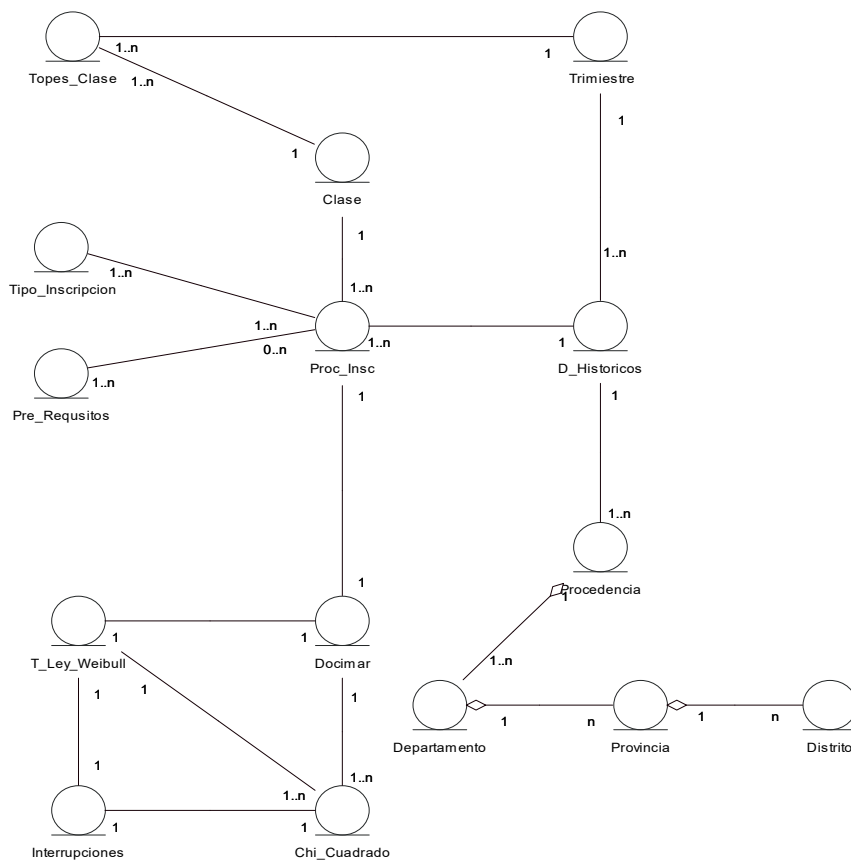 1..n
1
Topes_Clase
Trimiestre
1..n
1
1
Clase
1
1..n
1..n
Tipo_Inscripcion
1..n
1..n
0..n
1..n
1
Proc_Insc
D_Historicos
1..n
Pre_Requsitos
1
1
1..n
Procedencia
1
1
1
1
T_Ley_Weibull
Docimar
1..n
1
1
1
1
n
1
n
Departamento
Provincia
Distrito
1
1..n
1..n
1
1
Interrupciones
Chi_Cuadrado